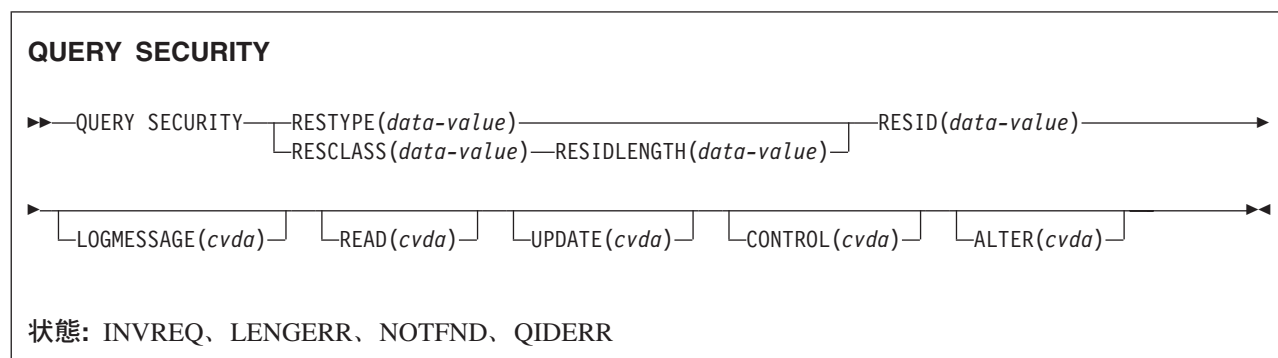 QUERY SECURITY
QUERY SECURITY RESTYPE(data-value) RESID(data-value)
RESCLASS(data-value) RESIDLENGTH(data-value)
LOGMESSAGE(cvda) READ(cvda) UPDATE(cvda) CONTROL(cvda) ALTER(cvda)
状態: INVREQ、LENGERR、NOTFND、QIDERR